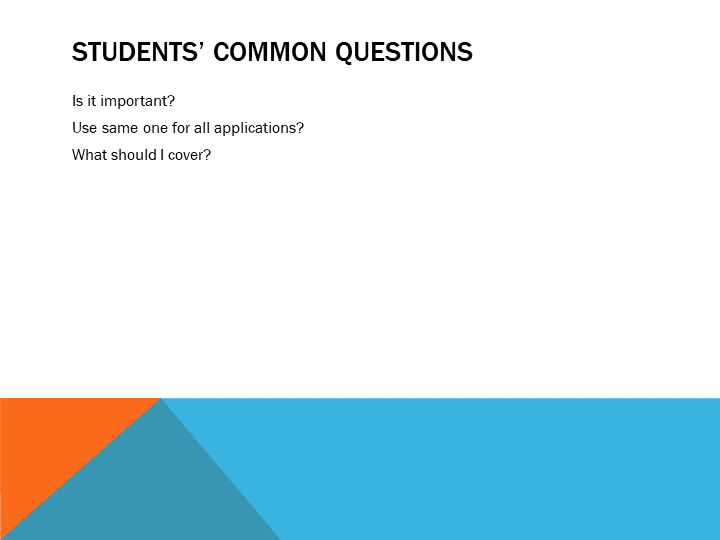 STUDENTS’ COMMON QUESTIONS
Is it important?
Use same one for all applications?
What should I cover?